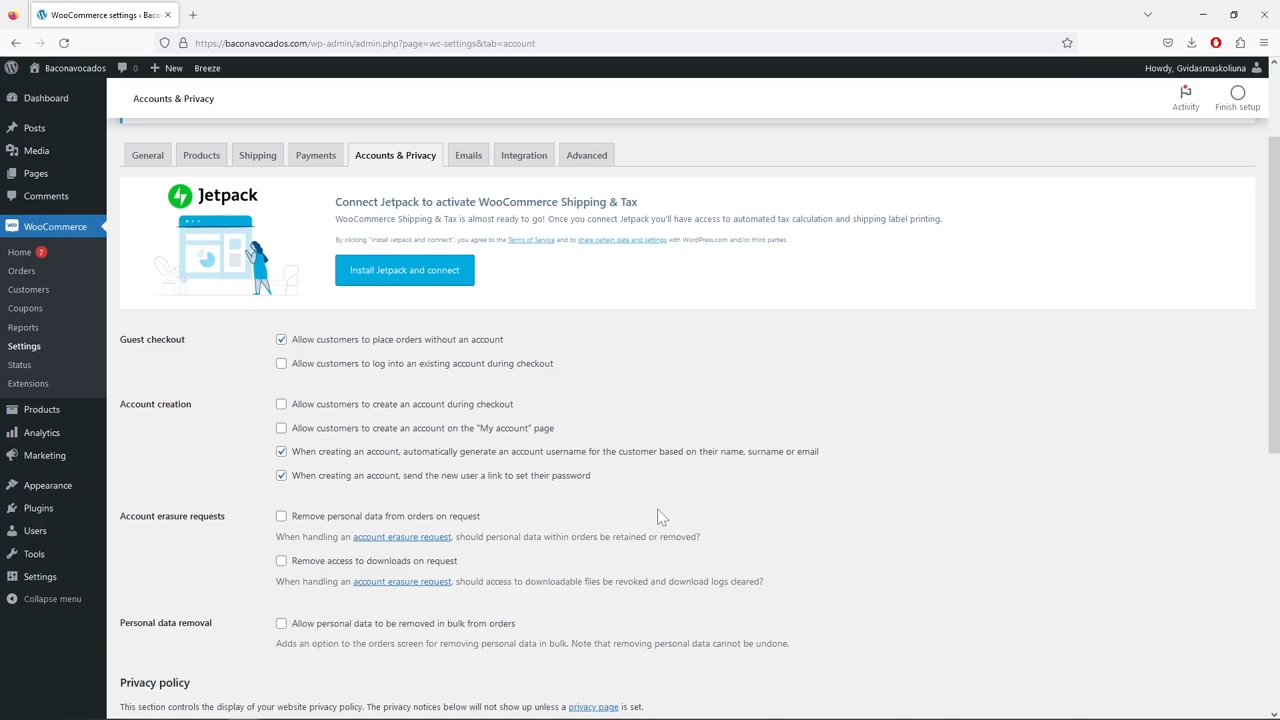 WooCommerce settings ‹ Bacon
https://baconavocados.com/wp-admin/admin.php?page=wc-settings&tab=account
Baconavocados
0
New
Breeze
Howdy, Gvidasmaskoliuna
Dashboard
Posts
Media
Pages
Comments
WooCommerce
Home 7
Orders
Customers
Coupons
Reports
Settings
Status
Extensions
Products
Analytics
Marketing
Appearance
Plugins
Users
Tools
Settings
Collapse menu
Accounts & Privacy
Activity
Finish setup
General
Products
Shipping
Payments
Accounts & Privacy
Emails
Integration
Advanced
Jetpack
Connect Jetpack to activate WooCommerce Shipping & Tax
WooCommerce Shipping & Tax is almost ready to go! Once you connect Jetpack you'll have access to automated tax calculation and shipping label printing.
By clicking "Install Jetpack and connect", you agree to the Terms of Service and to share certain data and settings with WordPress.com and/or third parties.
Install Jetpack and connect
Guest checkout
Allow customers to place orders without an account
Allow customers to log into an existing account during checkout
Account creation
Allow customers to create an account during checkout
Allow customers to create an account on the "My account" page
When creating an account, automatically generate an account username for the customer based on their name, surname or email
When creating an account, send the new user a link to set their password
Account erasure requests
Remove personal data from orders on request
When handling an account erasure request, should personal data within orders be retained or removed?
Remove access to downloads on request
When handling an account erasure request, should access to downloadable files be revoked and download logs cleared?
Personal data removal
Allow personal data to be removed in bulk from orders
Adds an option to the orders screen for removing personal data in bulk. Note that removing personal data cannot be undone.
Privacy policy
This section controls the display of your website privacy policy. The privacy notices below will not show up unless a privacy page is set.